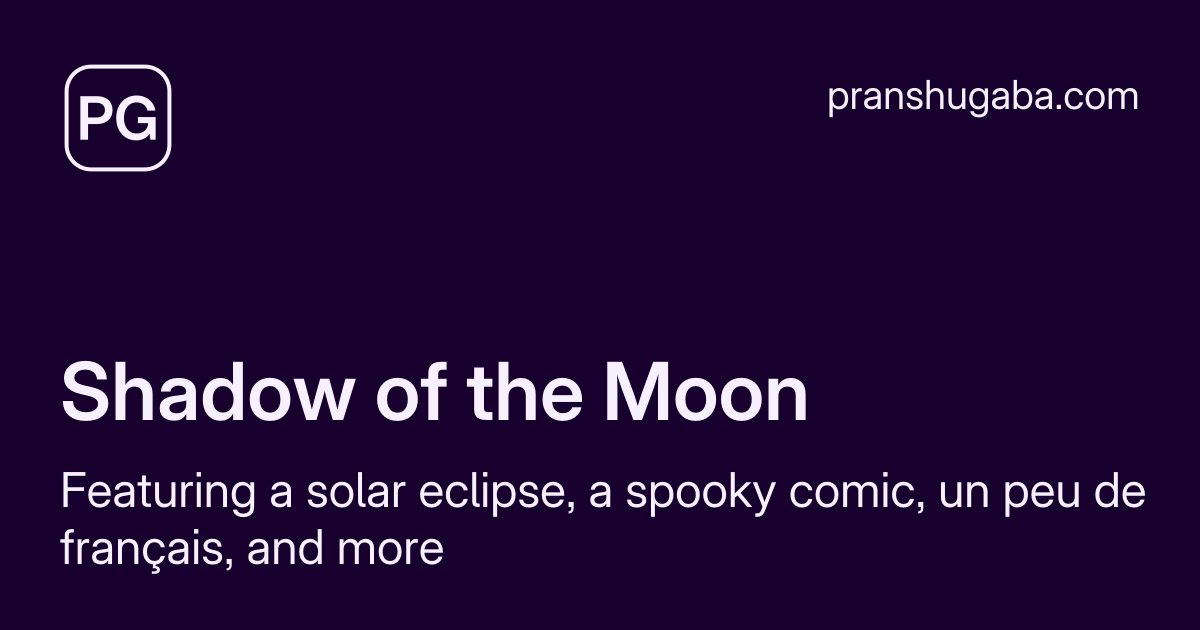 PG
pranshugaba.com
Shadow of the Moon
Featuring a solar eclipse, a spooky comic, un peu de
français, and more